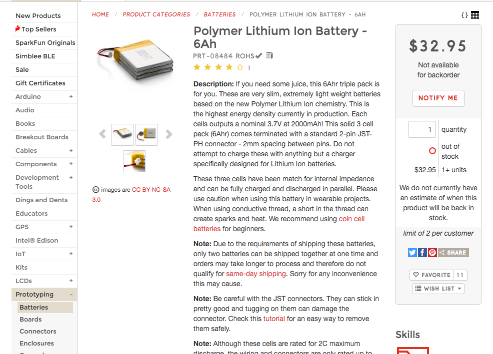 HOME / PRODUCT CATEGORIES / BATTERIES / POLYMER LITHIUM ION BATTERY - 6AH
New Products
Top Sellers
SparkFun Originals
Simblee BLE
Sale
Gift Certificates
Arduino +
Audio
Books
Breakout Boards
Cables +
Components +
Development +
Tools
Dings and Dents
Educators
GPS +
Intel® Edison
IoT +
Kits
LCDs +
Prototyping -
Batteries
Boards
Connectors
Enclosures
images are CC BY NC SA
3.0
Polymer Lithium Ion Battery -
6Ah
PRT-08484 ROHS✓
1
Description: If you need some juice, this 6Ahr triple pack is
for you. These are very slim, extremely light weight batteries
based on the new Polymer Lithium Ion chemistry. This is
the highest energy density currently in production. Each
cells outputs a nominal 3.7V at 2000mAh! This solid 3 cell
pack (6Ahr) comes terminated with a standard 2-pin JST-
PH connector - 2mm spacing between pins. Do not
attempt to charge these with anything but a charger
specifically designed for Lithium Ion batteries.
These three cells have been match for internal impedence
and can be fully charged and discharged in parallel. Please
use caution when using this battery in wearable projects.
When using conductive thread, a short in the thread can
create sparks and heat. We recommend using coin cell
batteries for beginners.
Note: Due to the requirements of shipping these batteries,
only two batteries can be shipped together at one time and
orders may take longer to process and therefore do not
qualify for same-day shipping. Sorry for any inconvenience
this may cause.
Note: Be careful with the JST connectors. They can stick in
pretty good and tugging on them can damage the
connector. Check this tutorial for an easy way to remove
them safely.
Note: Although these cells are rated for 2C maximum
discharge, the wiring and connectors are only rated up to
{ }
$32.95
Not available
for backorder
NOTIFY ME
1 quantity
out of
stock
$32.95 1+ units
We do not currently have
an estimate of when this
product will be back in
stock.
limit of 2 per customer
SHARE
FAVORITE 11
WISH LIST
Skills